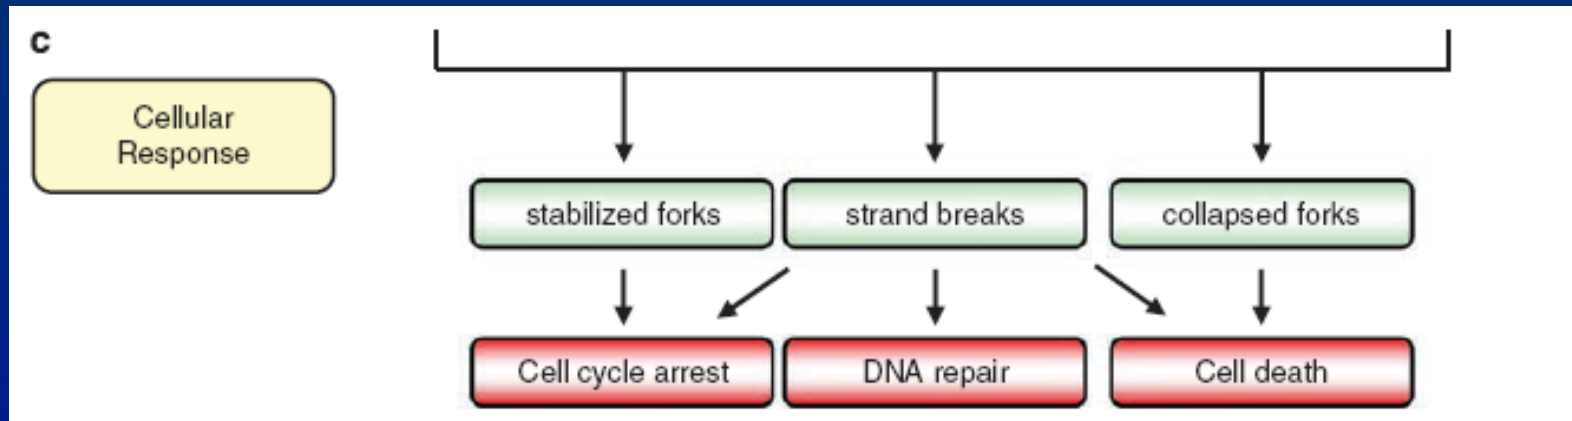 c
Cellular
Response
stabilized forks
strand breaks
collapsed forks
Cell cycle arrest
DNA repair
Cell death